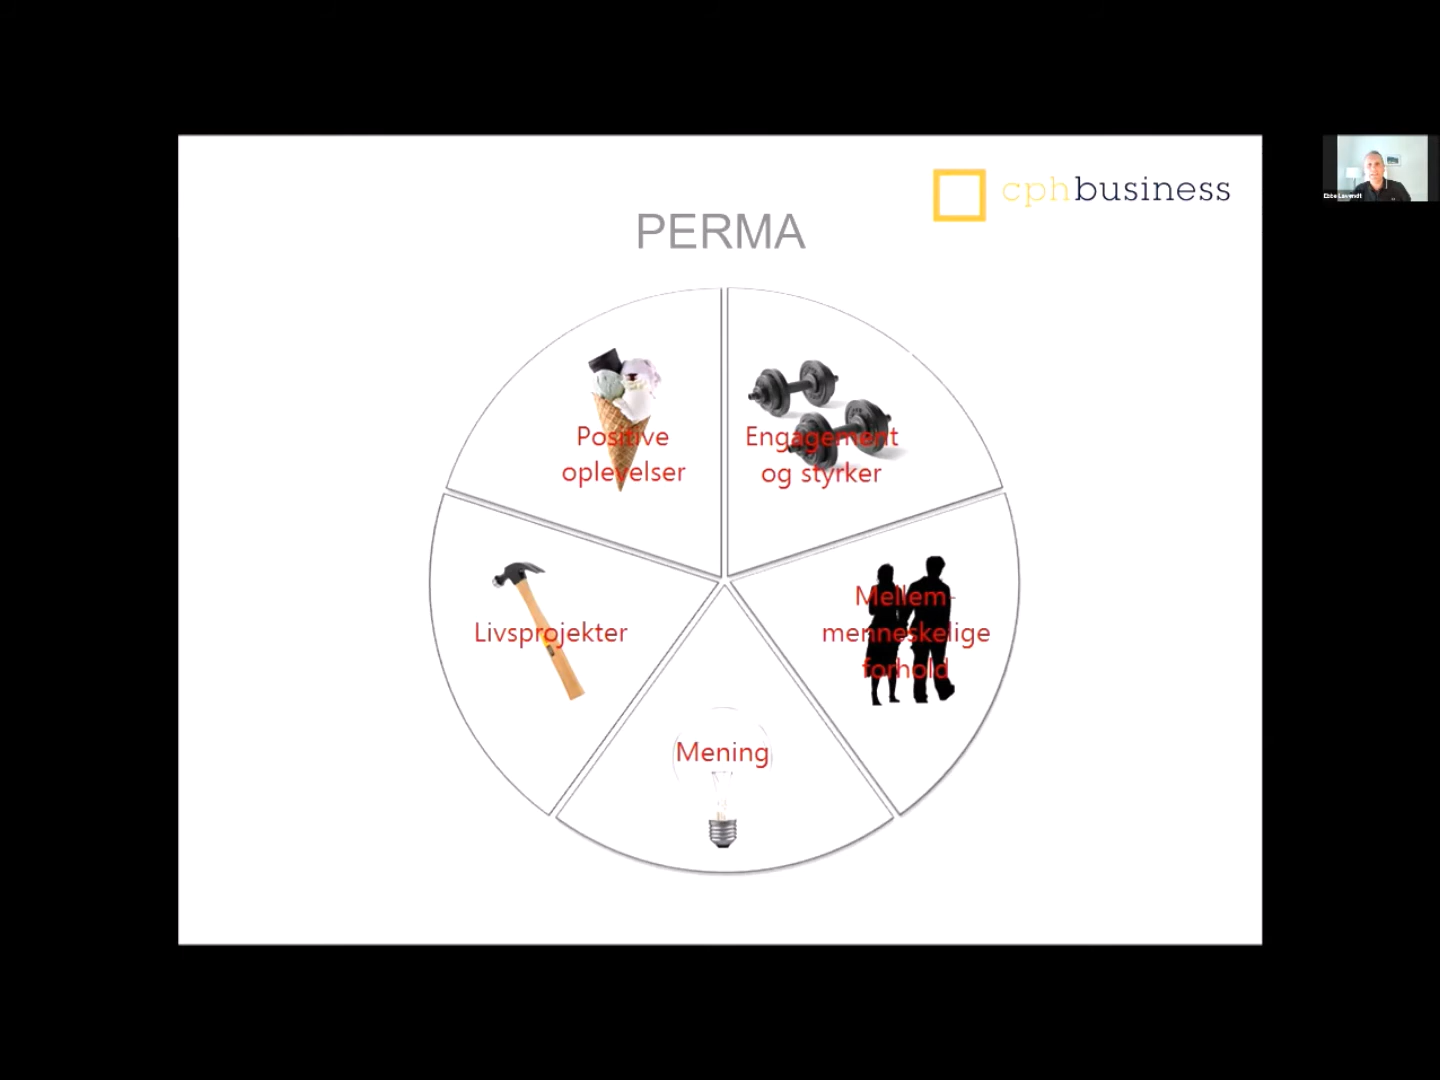 cphbusiness
PERMA
Positive
oplevelser
Engagement
og styrker
Mellem-
menneskelige
forhold
Mening
Livsprojekter